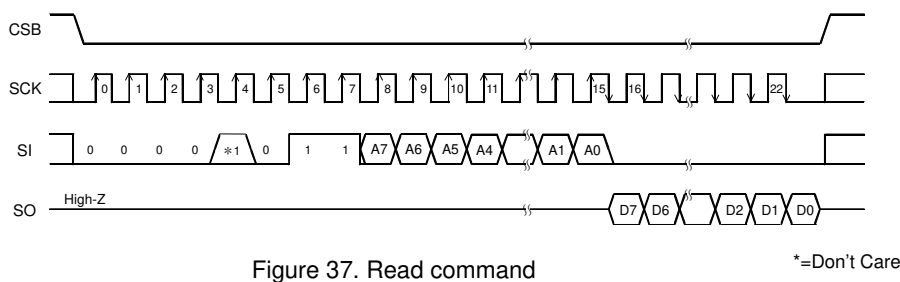 CSB
SCK 0 1 2 3 4 5 6 7 8 9 10 11 15 16 22
SI 0 0 0 0 *1 0 1 1 A7 A6 A5 A4 A1 A0
SO High-Z D7 D6 D2 D1 D0
*=Don't Care
Figure 37. Read command